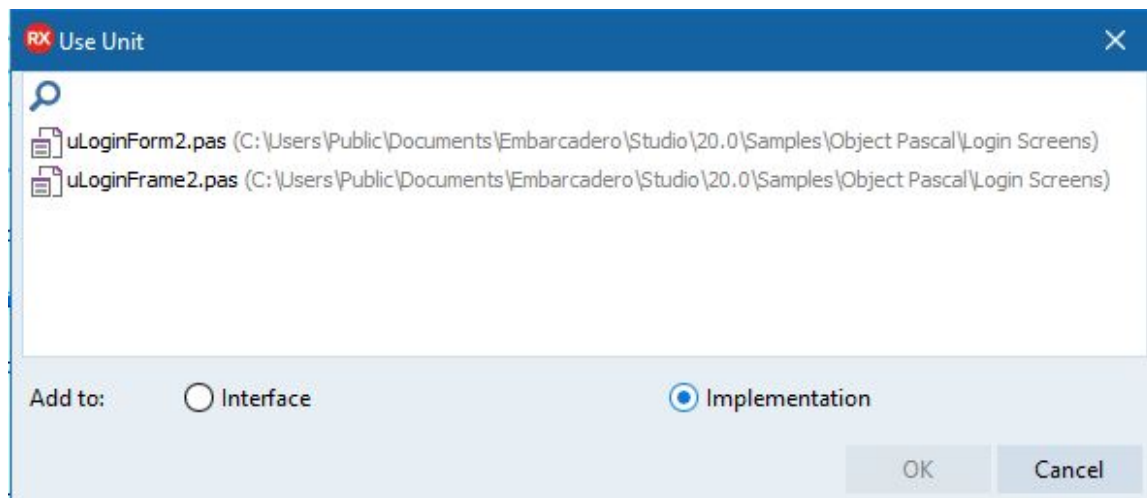 RX Use Unit
uLoginForm2.pas (C:\Users\Public\Documents\Embarcadero\Studio\20.0\Samples\Object Pascal\Login Screens)
uLoginFrame2.pas (C:\Users\Public\Documents\Embarcadero\Studio\20.0\Samples\Object Pascal\Login Screens)
Add to: Interface Implementation
OK Cancel